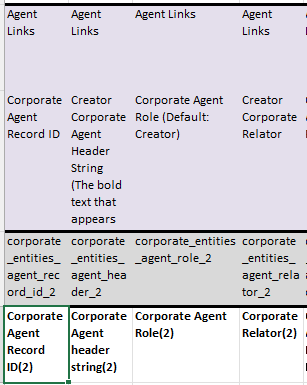 Agent Links
Agent Links
Agent Links
Agent Links
Corporate Agent Record ID
Creator Corporate Agent Header String (The bold text that appears
Corporate Agent Role (Default: Creator)
Creator Corporate Relator
corporate_entities_agent_record_id_2
corporate_entities_agent_header_2
corporate_entities_agent_role_2
corporate_entities_agent_relator_2
Corporate Agent Record ID(2)
Corporate Agent header string(2)
Corporate Agent Role(2)
Corporate Relator(2)